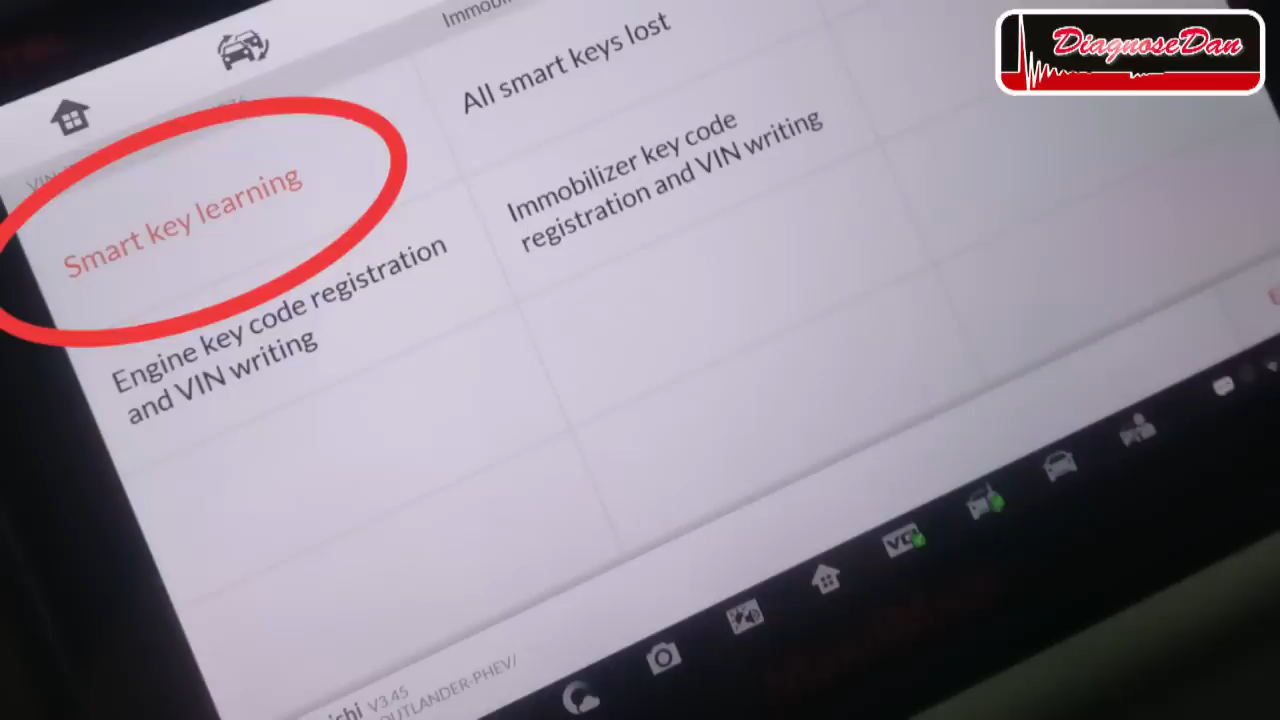 DiagnoseDan
All smart keys lost
Smart key learning
Immobilizer key code
registration and VIN writing
Engine key code registration
and VIN writing
VCI
V3.45
OUTLANDER-PHEV/